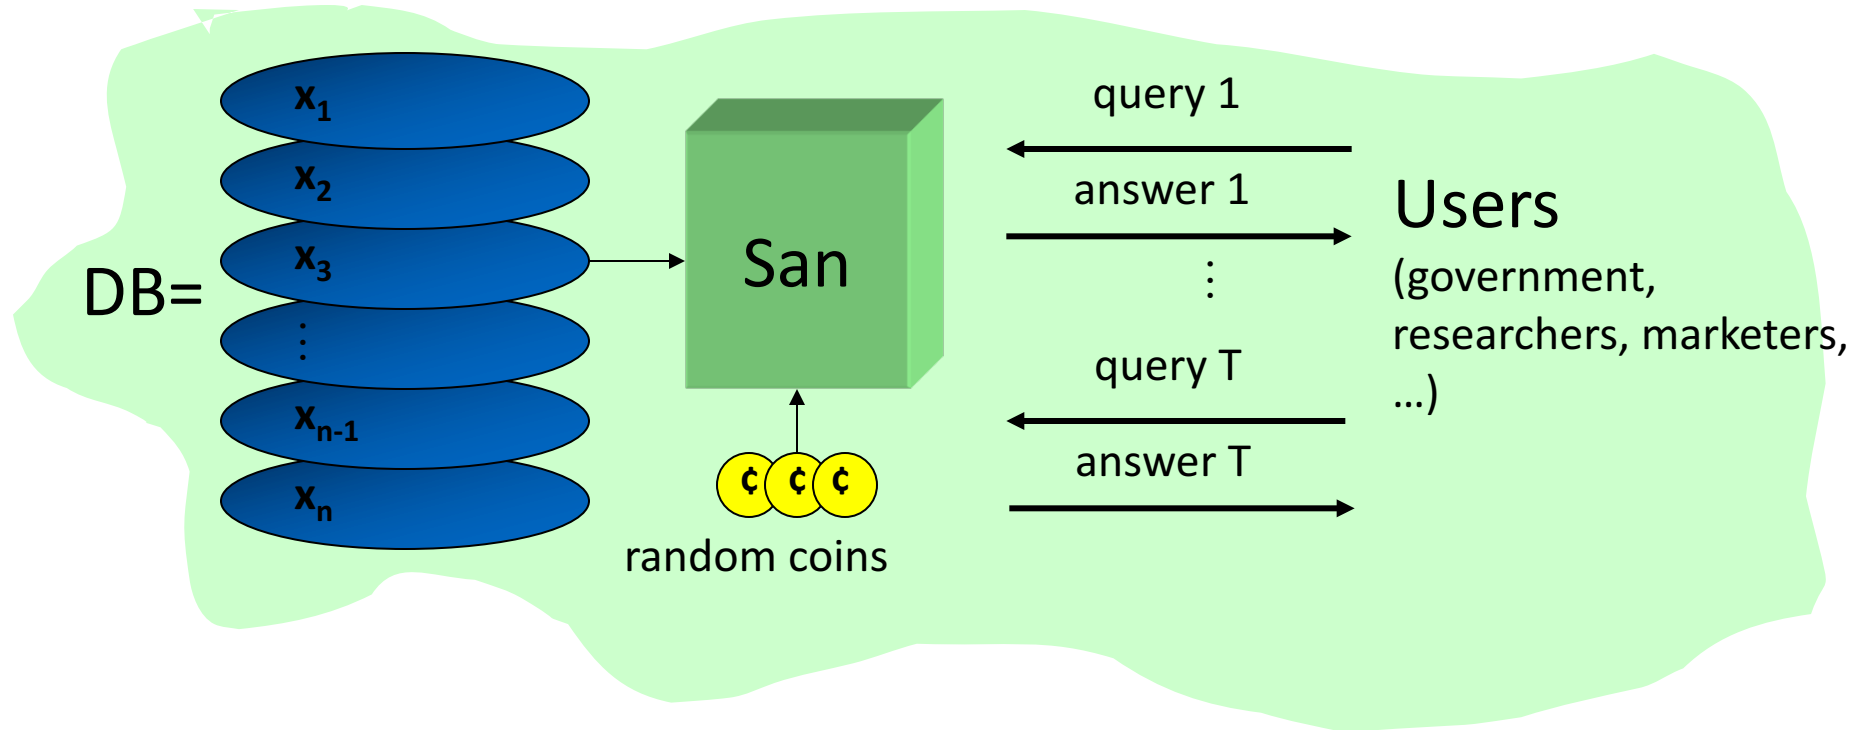 DB=
x₁
x₂
x₃
⋮
xₙ₋₁
xₙ
San
¢ ¢ ¢
random coins
query 1
answer 1
⋮
query T
answer T
Users
(government,
researchers, marketers,
…)